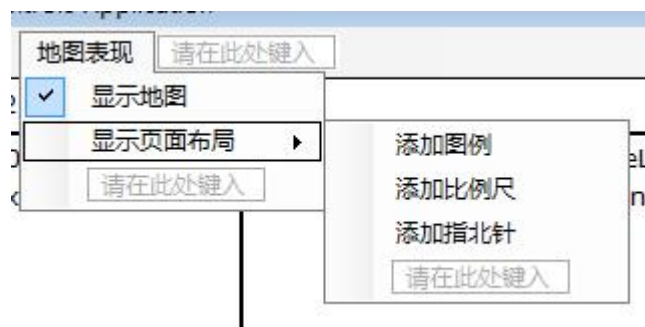 地图表现 请在此处键入
显示地图
显示页面布局
添加图例
添加比例尺
请在此处键入
添加指北针
请在此处键入